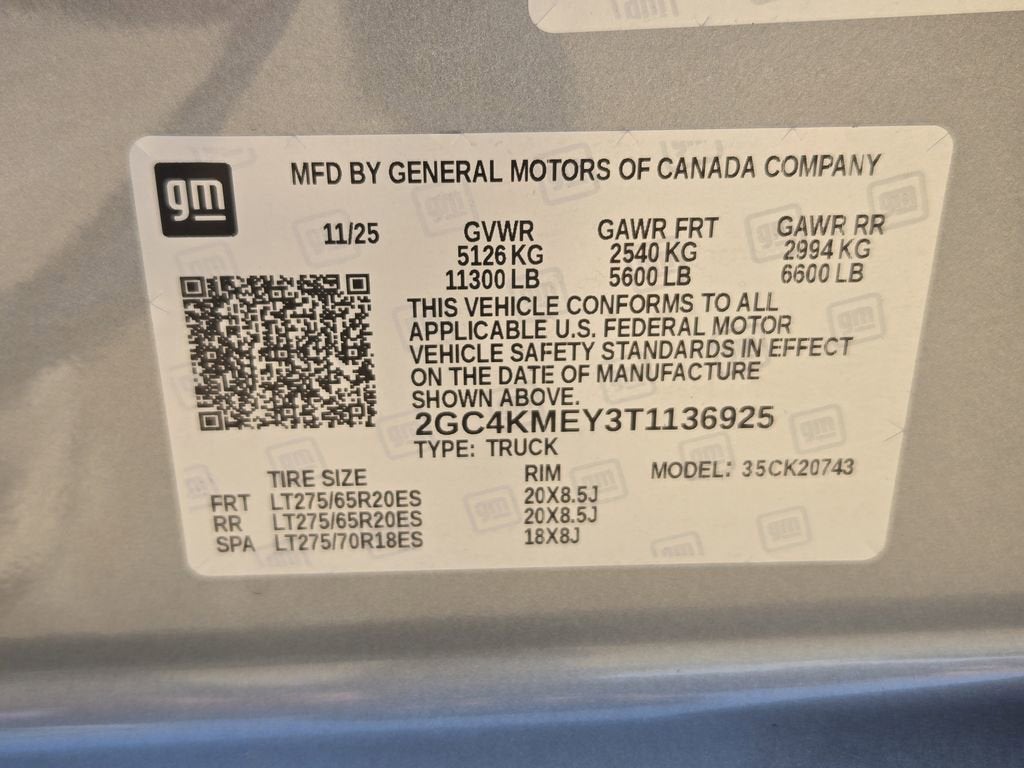 gm
MFD BY GENERAL MOTORS OF CANADA COMPANY
11/25 GVWR GAWR FRT GAWR RR
5126 KG 2540 KG 2994 KG
11300 LB 5600 LB 6600 LB
THIS VEHICLE CONFORMS TO ALL
APPLICABLE U.S. FEDERAL MOTOR
VEHICLE SAFETY STANDARDS IN EFFECT
ON THE DATE OF MANUFACTURE
SHOWN ABOVE.
2GC4KMEY3T1136925
TYPE: TRUCK
TIRE SIZE RIM MODEL: 35CK20743
FRT LT275/65R20ES 20X8.5J
RR LT275/65R20ES 20X8.5J
SPA LT275/70R18ES 18X8J